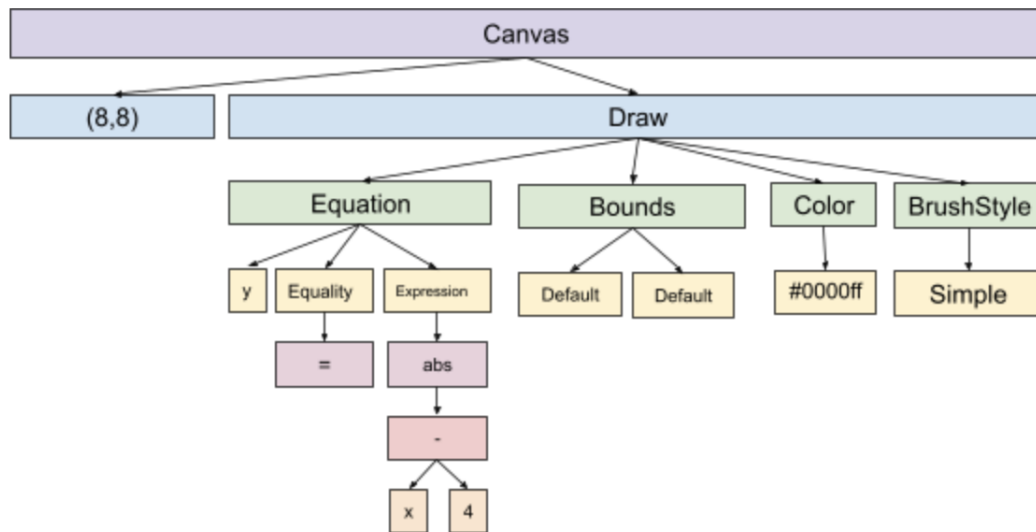 Canvas
(8,8)
Draw
Equation
Bounds
Color
BrushStyle
y
Equality
Expression
Default
Default
#0000ff
Simple
=
abs
-
x
4